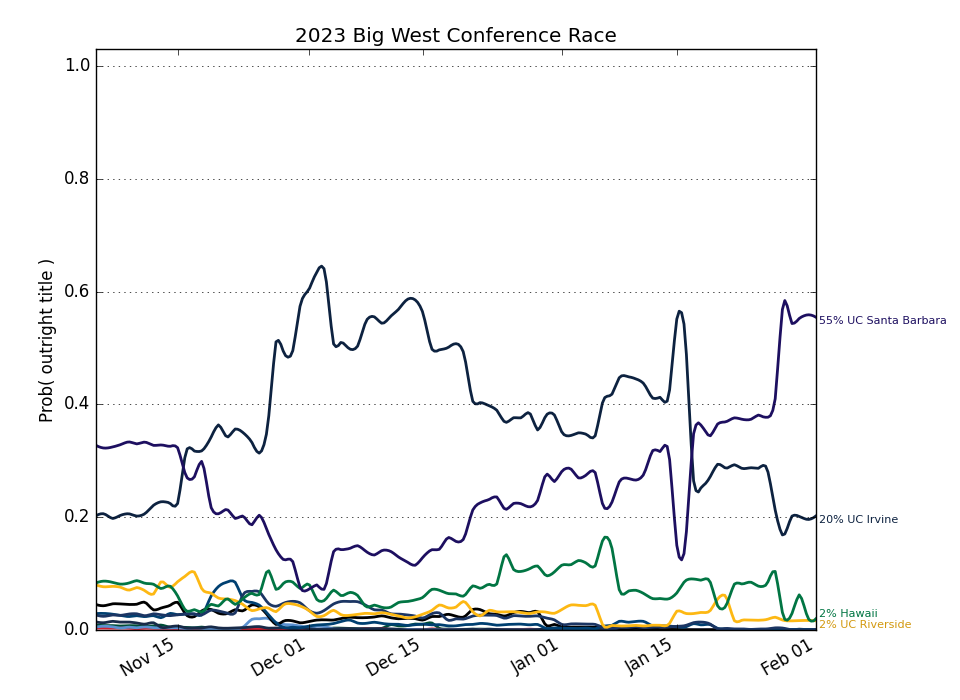 2023 Big West Conference Race
Prob( outright title )
1.0
0.8
0.6
0.4
0.2
0.0
Nov 15
Dec 01
Dec 15
Jan 01
Jan 15
Feb 01
55% UC Santa Barbara
20% UC Irvine
2% Hawaii
2% UC Riverside